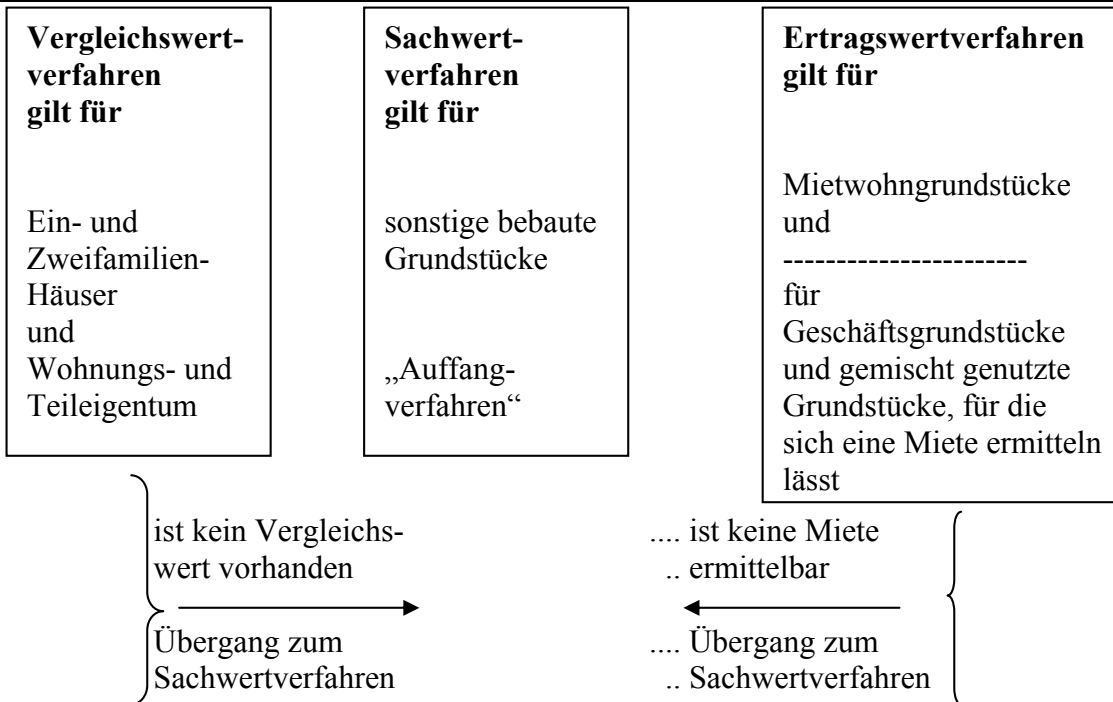 Vergleichswert-
verfahren
gilt für
Ein- und
Zweifamilien-
Häuser
und
Wohnungs- und
Teileigentum
Sachwert-
verfahren
gilt für
sonstige bebaute
Grundstücke
„Auffang-
verfahren“
Ertragswertverfahren
gilt für
Mietwohngrundstücke
und
-----------------------
für
Geschäftsgrundstücke
und gemischt genutzte
Grundstücke, für die
sich eine Miete ermitteln
lässt
ist kein Vergleichs-
wert vorhanden
Übergang zum
Sachwertverfahren
.... ist keine Miete
.. ermittelbar
.... Übergang zum
.. Sachwertverfahren